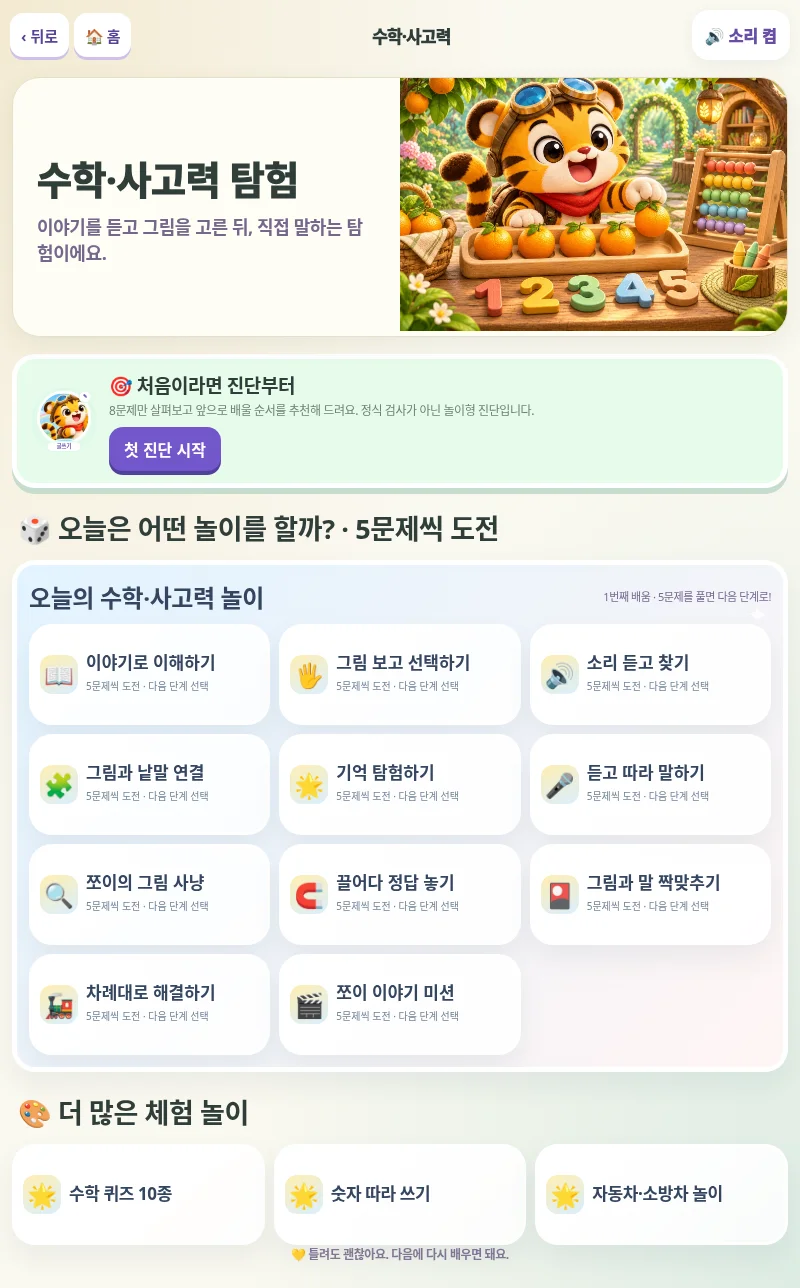 ‹ 뒤로
🏠 홈
수학·사고력
🔊 소리 켬
수학·사고력 탐험
이야기를 듣고 그림을 고른 뒤, 직접 말하는 탐
험이에요.
1 2 3 4 5
글쓰기
🎯 처음이라면 진단부터
8문제만 살펴보고 앞으로 배울 순서를 추천해 드려요. 정식 검사가 아닌 놀이형 진단입니다.
첫 진단 시작
🎲 오늘은 어떤 놀이를 할까? · 5문제씩 도전
오늘의 수학·사고력 놀이
1번째 배움 · 5문제를 풀면 다음 단계로!
이야기로 이해하기
5문제씩 도전 · 다음 단계 선택
그림 보고 선택하기
5문제씩 도전 · 다음 단계 선택
소리 듣고 찾기
5문제씩 도전 · 다음 단계 선택
그림과 낱말 연결
5문제씩 도전 · 다음 단계 선택
기억 탐험하기
5문제씩 도전 · 다음 단계 선택
듣고 따라 말하기
5문제씩 도전 · 다음 단계 선택
쪼이의 그림 사냥
5문제씩 도전 · 다음 단계 선택
끌어다 정답 놓기
5문제씩 도전 · 다음 단계 선택
그림과 말 짝맞추기
5문제씩 도전 · 다음 단계 선택
차례대로 해결하기
5문제씩 도전 · 다음 단계 선택
쪼이 이야기 미션
5문제씩 도전 · 다음 단계 선택
🎨 더 많은 체험 놀이
수학 퀴즈 10종
숫자 따라 쓰기
자동차·소방차 놀이
💛 틀려도 괜찮아요. 다음에 다시 배우면 돼요.